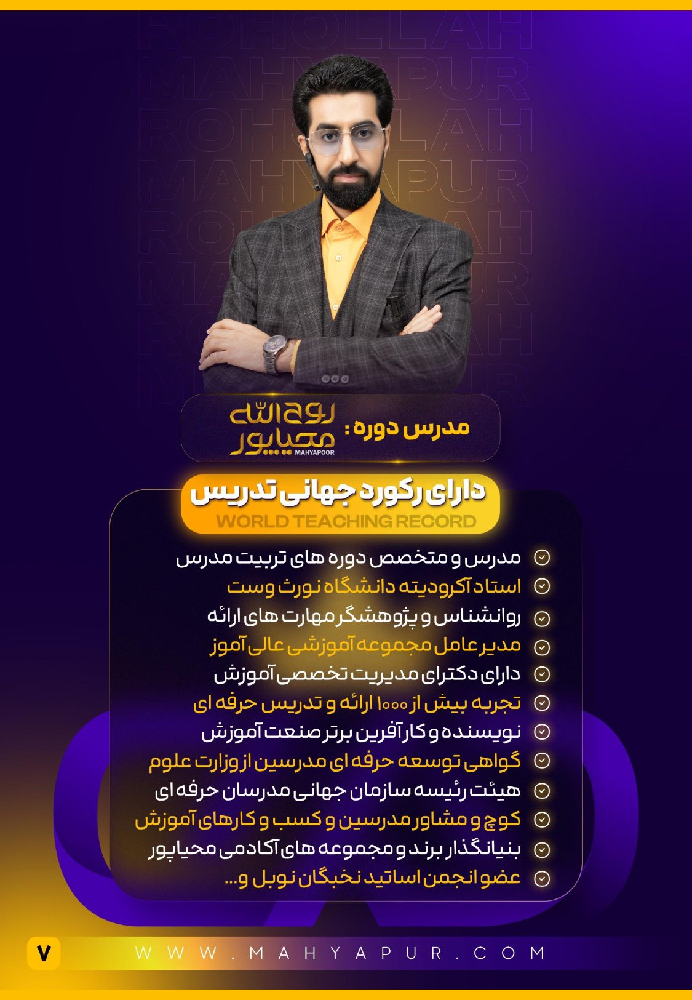 ROHOLLAH
MAHYAPUR
ROHOLLAH
MAHYAPUR
مدرس دوره :
روح‌الله
محیاپور
MAHYAPOOR
دارای رکورد جهانی تدریس
WORLD TEACHING RECORD
مدرس و متخصص دوره های تربیت مدرس
استاد آکرودیته دانشگاه نورث وست
روانشناس و پژوهشگر مهارت های ارائه
مدیر عامل مجموعه آموزشی عالی آموز
دارای دکترای مدیریت تخصصی آموزش
تجربه بیش از ۱۰۰۰ ارائه و تدریس حرفه ای
نویسنده و کارآفرین برتر صنعت آموزش
گواهی توسعه حرفه ای مدرسین از وزارت علوم
هیئت رئیسه سازمان جهانی مدرسان حرفه ای
کوچ و مشاور مدرسین و کسب و کارهای آموزش
بنیانگذار برند و مجموعه های آکادمی محیاپور
عضو انجمن اساتید نخبگان نوبل و...
۷
WWW.MAHYAPUR.COM